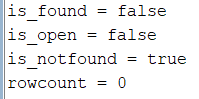 is_found = false
is_open = false
is_notfound = true
rowcount = 0